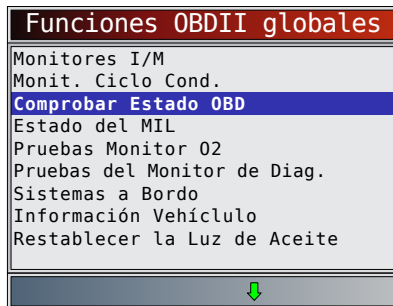 Funciones OBDII globales
Monitores I/M
Monit. Ciclo Cond.
Comprobar Estado OBD
Estado del MIL
Pruebas Monitor O2
Pruebas del Monitor de Diag.
Sistemas a Bordo
Información Vehíclulo
Restablecer la Luz de Aceite